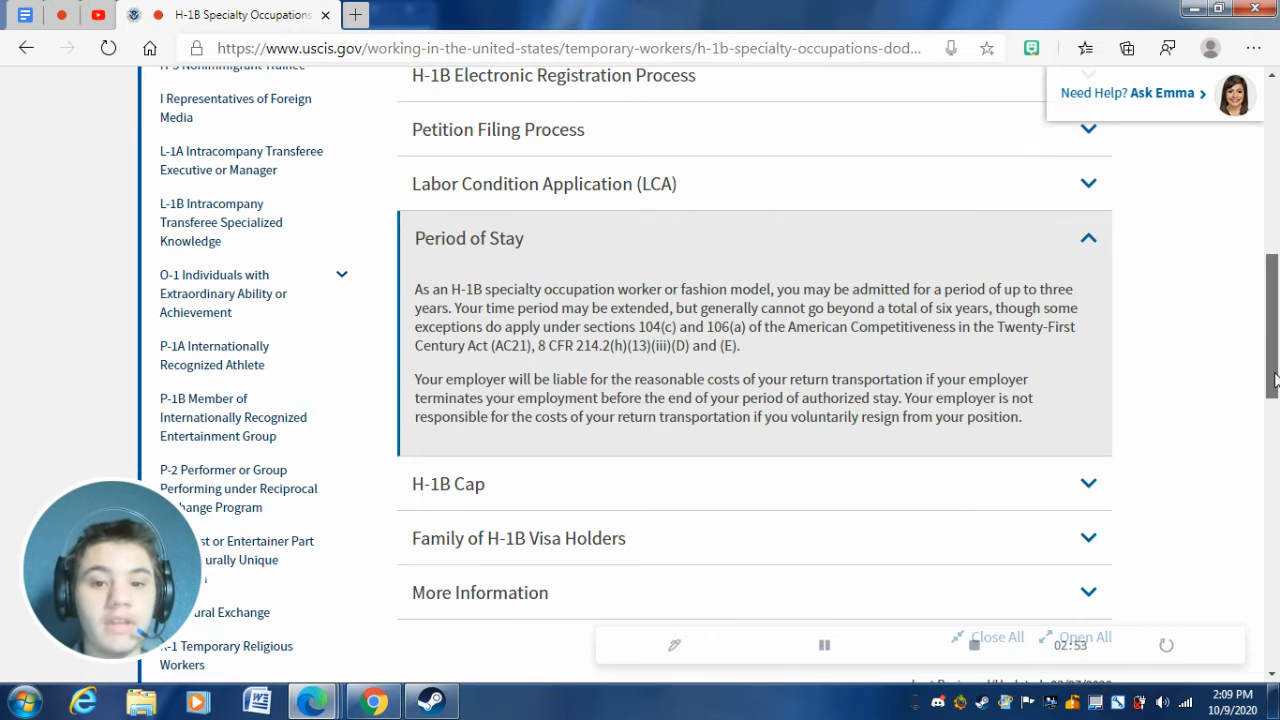 H-1B Specialty Occupations
https://www.uscis.gov/working-in-the-united-states/temporary-workers/h-1b-specialty-occupations-dod...
H-3 Nonimmigrant Trainee
I Representatives of Foreign
Media
L-1A Intracompany Transferee
Executive or Manager
L-1B Intracompany
Transferee Specialized
Knowledge
O-1 Individuals with
Extraordinary Ability or
Achievement
P-1A Internationally
Recognized Athlete
P-1B Member of
Internationally Recognized
Entertainment Group
P-2 Performer or Group
Performing under Reciprocal
change Program
st or Entertainer Part
urally Unique
ural Exchange
R-1 Temporary Religious
Workers
H-1B Electronic Registration Process
Need Help? Ask Emma
Petition Filing Process
Labor Condition Application (LCA)
Period of Stay
As an H-1B specialty occupation worker or fashion model, you may be admitted for a period of up to three
years. Your time period may be extended, but generally cannot go beyond a total of six years, though some
exceptions do apply under sections 104(c) and 106(a) of the American Competitiveness in the Twenty-First
Century Act (AC21), 8 CFR 214.2(h)(13)(iii)(D) and (E).
Your employer will be liable for the reasonable costs of your return transportation if your employer
terminates your employment before the end of your period of authorized stay. Your employer is not
responsible for the costs of your return transportation if you voluntarily resign from your position.
H-1B Cap
Family of H-1B Visa Holders
More Information
Close All Open All
02:53
2:09 PM
10/9/2020